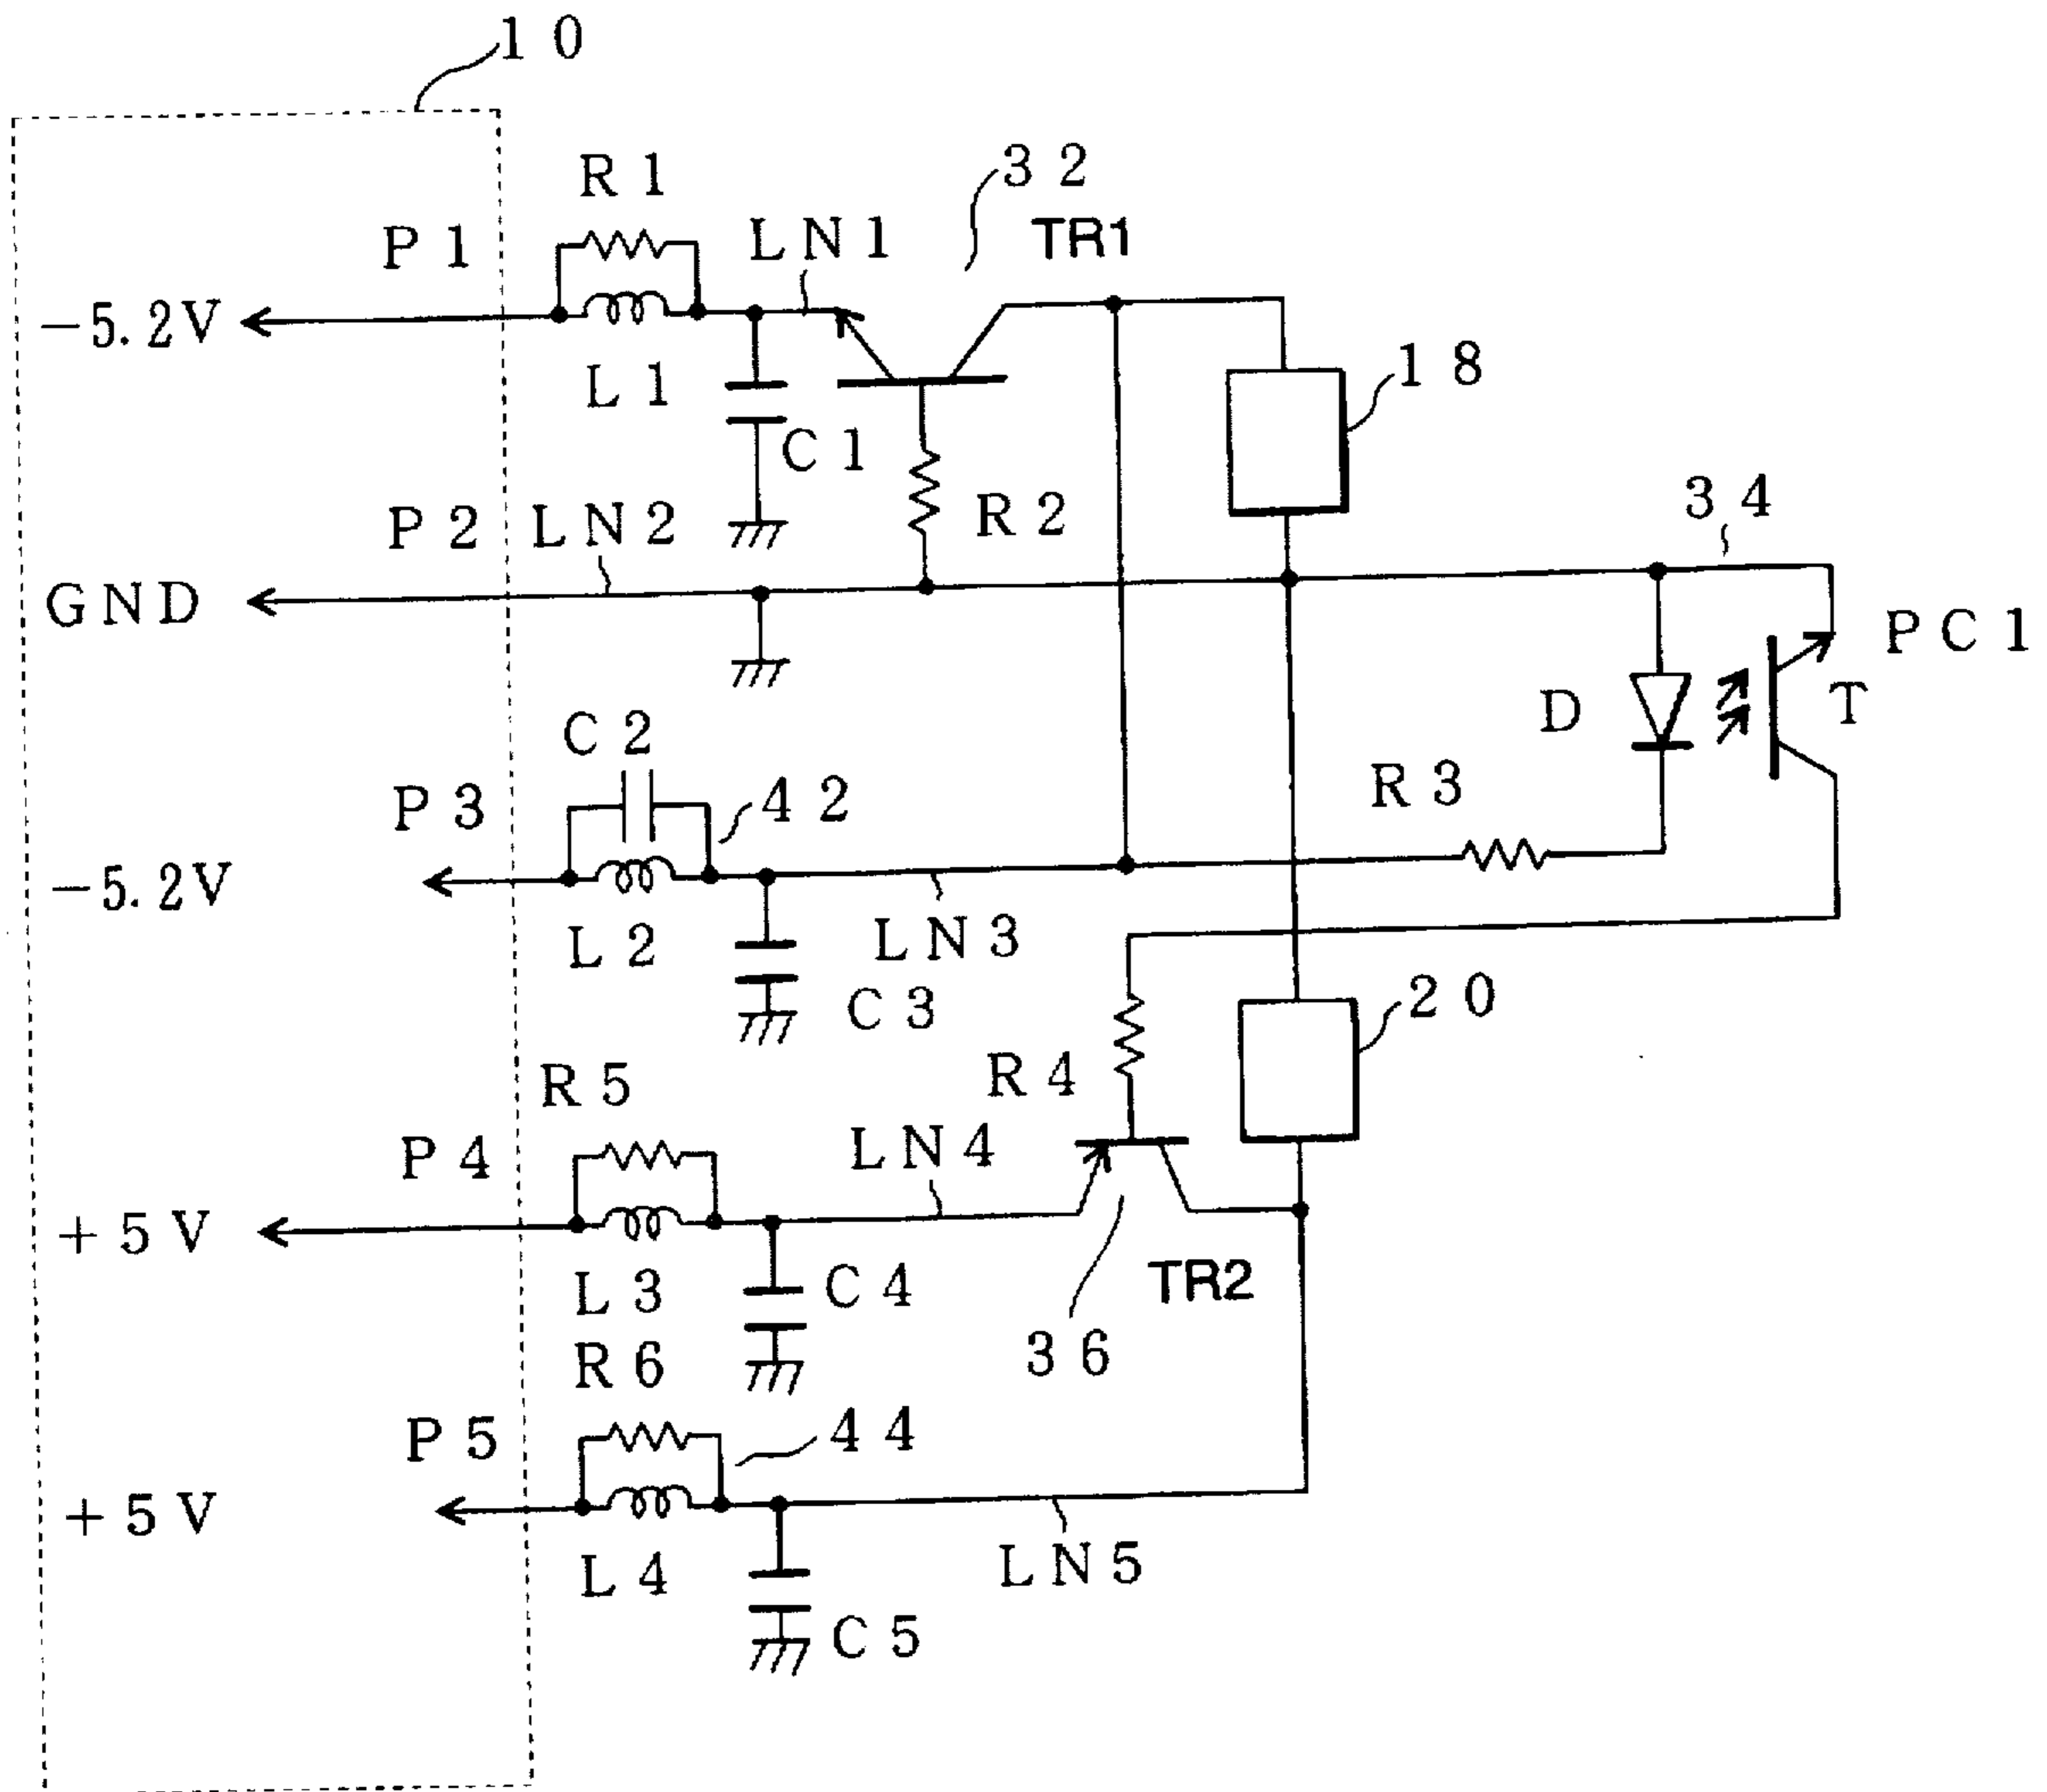 10
R1
32
P1
LN1
TR1
-5.2V
L1
18
C1
R2
P2
LN2
34
GND
PC1
D
T
C2
P3
42
R3
-5.2V
L2
LN3
C3
20
R5
R4
P4
LN4
+5V
L3
C4
TR2
R6
36
P5
44
+5V
L4
LN5
C5